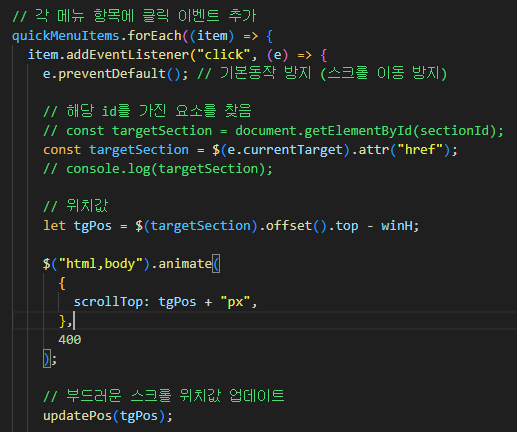 // 각 메뉴 항목에 클릭 이벤트 추가
quickMenuItems.forEach((item) => {
item.addEventListener("click", (e) => {
e.preventDefault(); // 기본동작 방지 (스크롤 이동 방지)
// 해당 id를 가진 요소를 찾음
// const targetSection = document.getElementById(sectionId);
const targetSection = $(e.currentTarget).attr("href");
// console.log(targetSection);
// 위치값
let tgPos = $(targetSection).offset().top - winH;
$("html,body").animate(
{
scrollTop: tgPos + "px",
},
400
);
// 부드러운 스크롤 위치값 업데이트
updatePos(tgPos);